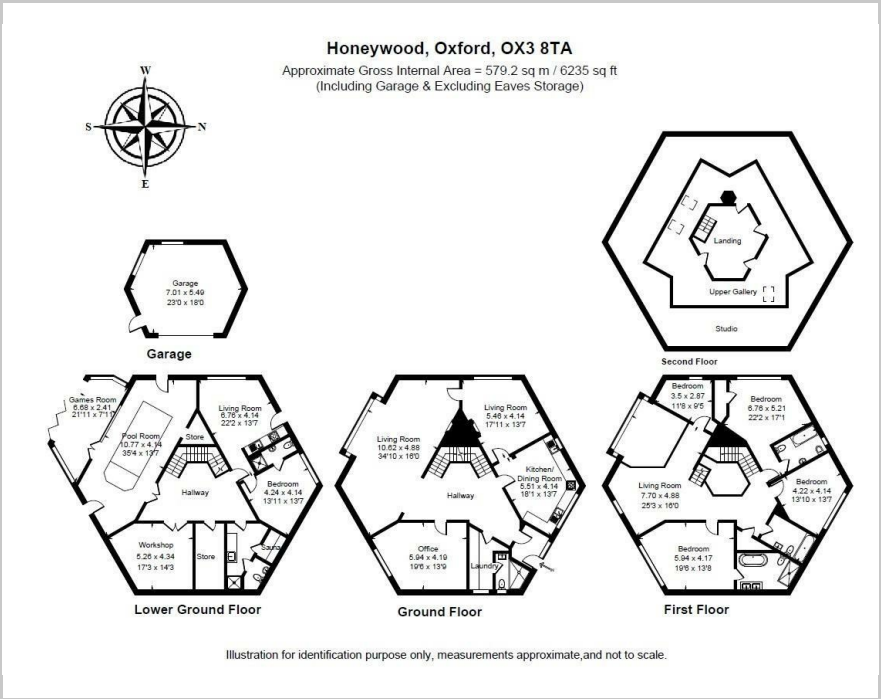 Honeywood, Oxford, OX3 8TA
Approximate Gross Internal Area = 579.2 sq m / 6235 sq ft
(Including Garage & Excluding Eaves Storage)
W
S
N
E
Garage
7.01 x 5.49
23'0 x 18'0
Garage
Landing
Upper Gallery
Studio
Second Floor
Games Room
6.68 x 2.41
21'11 x 7'11
Pool Room
10.77 x 4.14
35'4 x 13'7
Store
Living Room
6.76 x 4.14
22'2 x 13'7
Bedroom
4.24 x 4.14
13'11 x 13'7
Hallway
Workshop
5.26 x 4.34
17'3 x 14'3
Store
Sauna
Lower Ground Floor
Living Room
10.62 x 4.88
34'10 x 16'0
Living Room
5.46 x 4.14
17'11 x 13'7
Kitchen/
Dining Room
5.51 x 4.14
18'1 x 13'7
Hallway
Office
5.94 x 4.19
19'6 x 13'9
Laundry
IN
Ground Floor
Bedroom
3.5 x 2.87
11'6 x 9'5
Bedroom
6.76 x 5.21
22'2 x 17'1
Living Room
7.70 x 4.88
25'3 x 16'0
Bedroom
4.22 x 4.14
13'10 x 13'7
Bedroom
5.94 x 4.17
19'6 x 13'8
First Floor
Illustration for identification purpose only, measurements approximate,and not to scale.